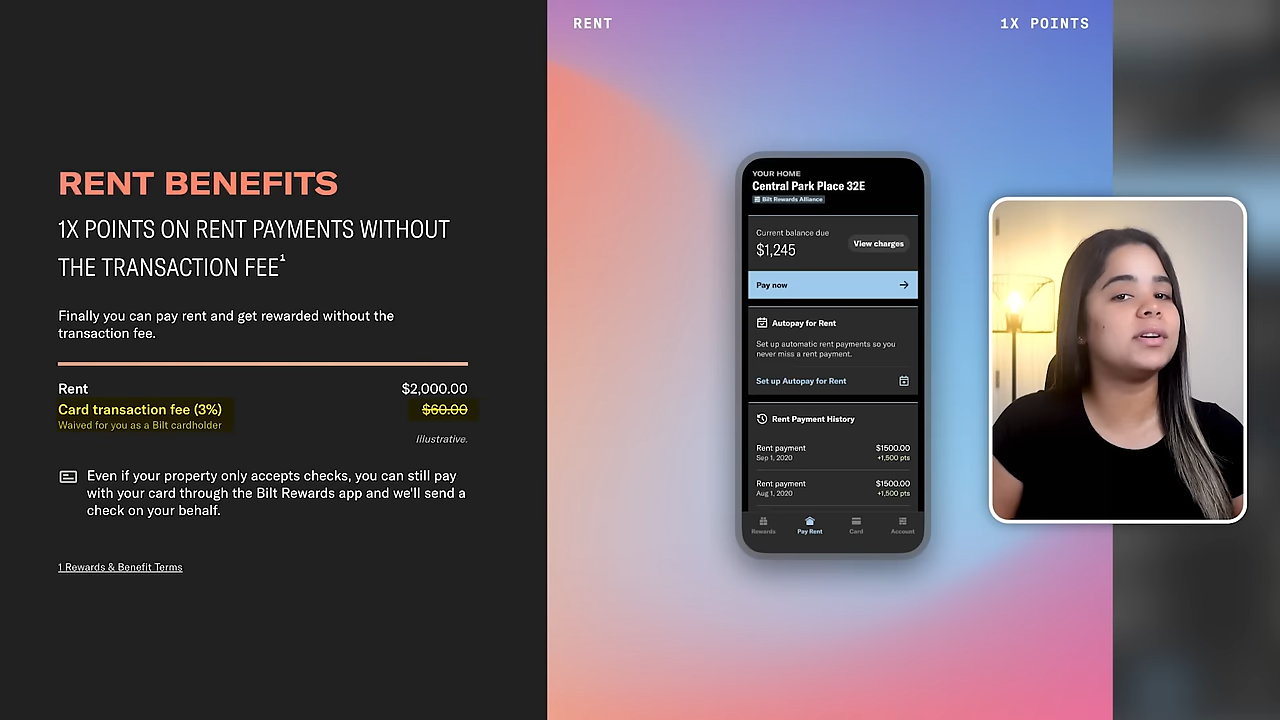 RENT BENEFITS
1X POINTS ON RENT PAYMENTS WITHOUT
THE TRANSACTION FEE¹
Finally you can pay rent and get rewarded without the
transaction fee.
Rent $2,000.00
Card transaction fee (3%) $60.00
Waived for you as a Bilt cardholder
Illustrative.
Even if your property only accepts checks, you can still pay
with your card through the Bilt Rewards app and we'll send a
check on your behalf.
1.Rewards & Benefit Terms
RENT
1X POINTS
YOUR HOME
Central Park Place 32E
Bilt Rewards Alliance
Current balance due
$1,245
View charges
Pay now
Autopay for Rent
Set up automatic rent payments so you
never miss a rent payment.
Set up Autopay for Rent
Rent Payment History
Rent payment $1500.00
Sep 1, 2020 +1,500 pts
Rent payment $1500.00
Aug 1, 2020 +1,500 pts
Rewards Pay Rent Card Account